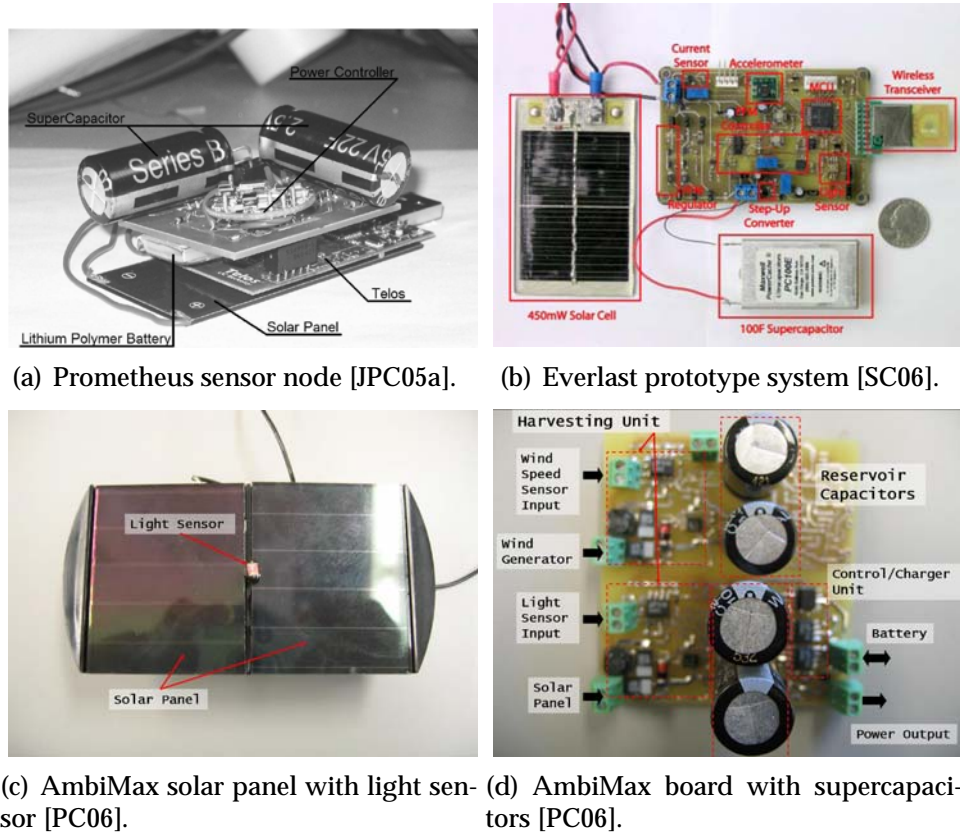 Power Controller
SuperCapacitor
Series B
2.5V 22F
Telos
Telos
Solar Panel
Lithium Polymer Battery
(a) Prometheus sensor node [JPC05a].
Current
Sensor
Accelerometer
MCU
Wireless
Transceiver
Controller
Regulator
Step-Up
Converter
Sensor
Maxwell
PC100E
450mW Solar Cell
100F Supercapacitor
(b) Everlast prototype system [SC06].
Light Sensor
Solar Panel
(c) AmbiMax solar panel with light sen-
sor [PC06].
Harvesting Unit
Wind
Speed
Sensor
Input
Reservoir
Capacitors
Wind
Generator
Control/Charger
Unit
Light
Sensor
Input
Battery
Solar
Panel
Power Output
(d) AmbiMax board with supercapaci-
tors [PC06].